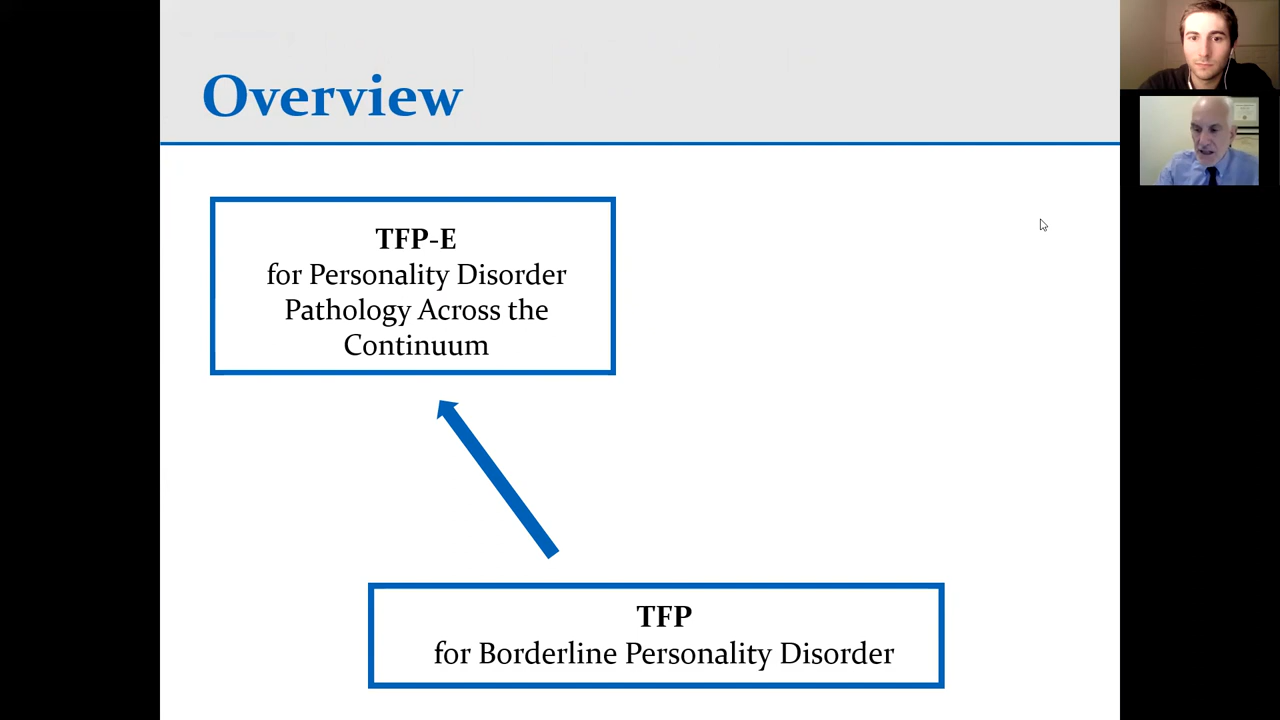 Overview
TFP-E
for Personality Disorder
Pathology Across the
Continuum
TFP
for Borderline Personality Disorder